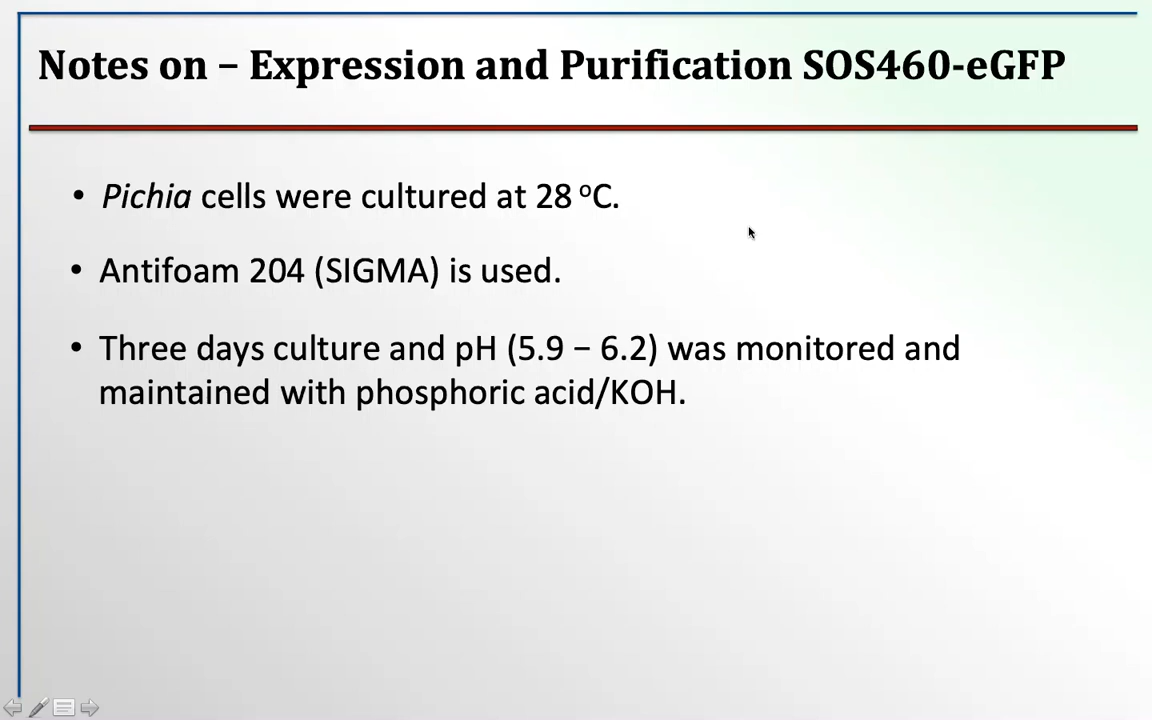 Notes on – Expression and Purification SOS460-eGFP
• Pichia cells were cultured at 28 ºC.
• Antifoam 204 (SIGMA) is used.
• Three days culture and pH (5.9 – 6.2) was monitored and
maintained with phosphoric acid/KOH.